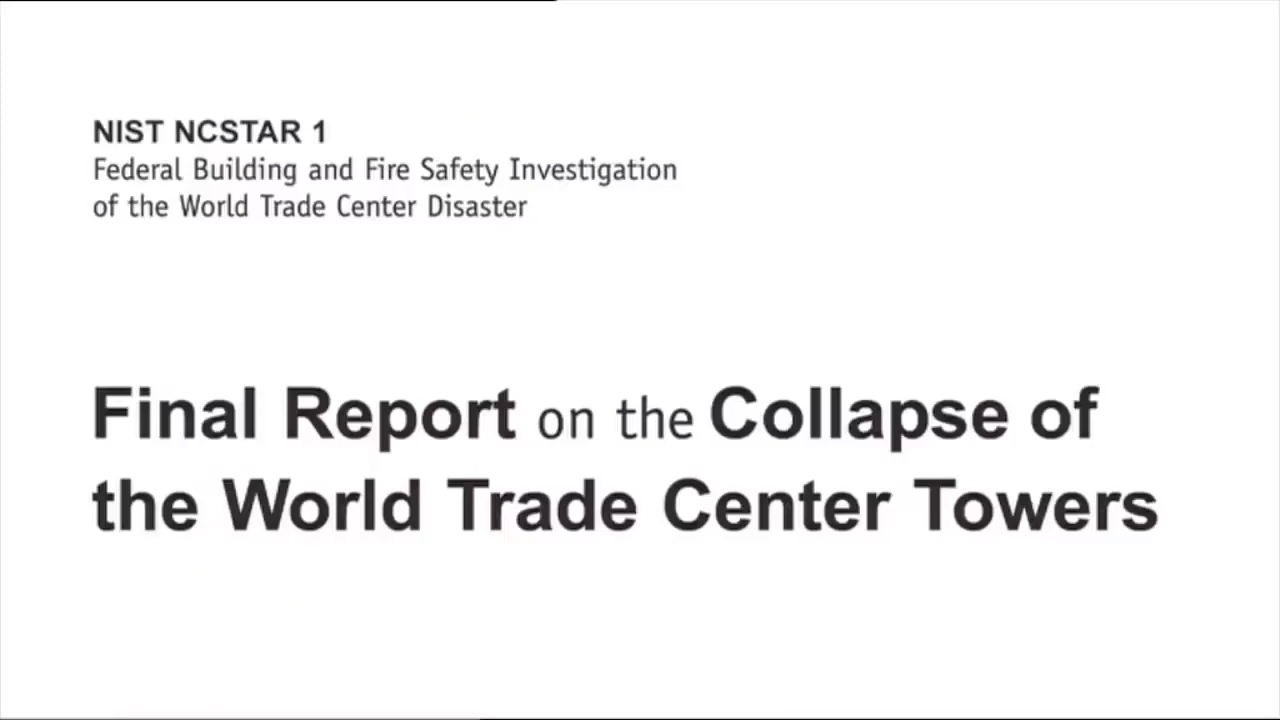 NIST NCSTAR 1
Federal Building and Fire Safety Investigation
of the World Trade Center Disaster
Final Report on the Collapse of
the World Trade Center Towers